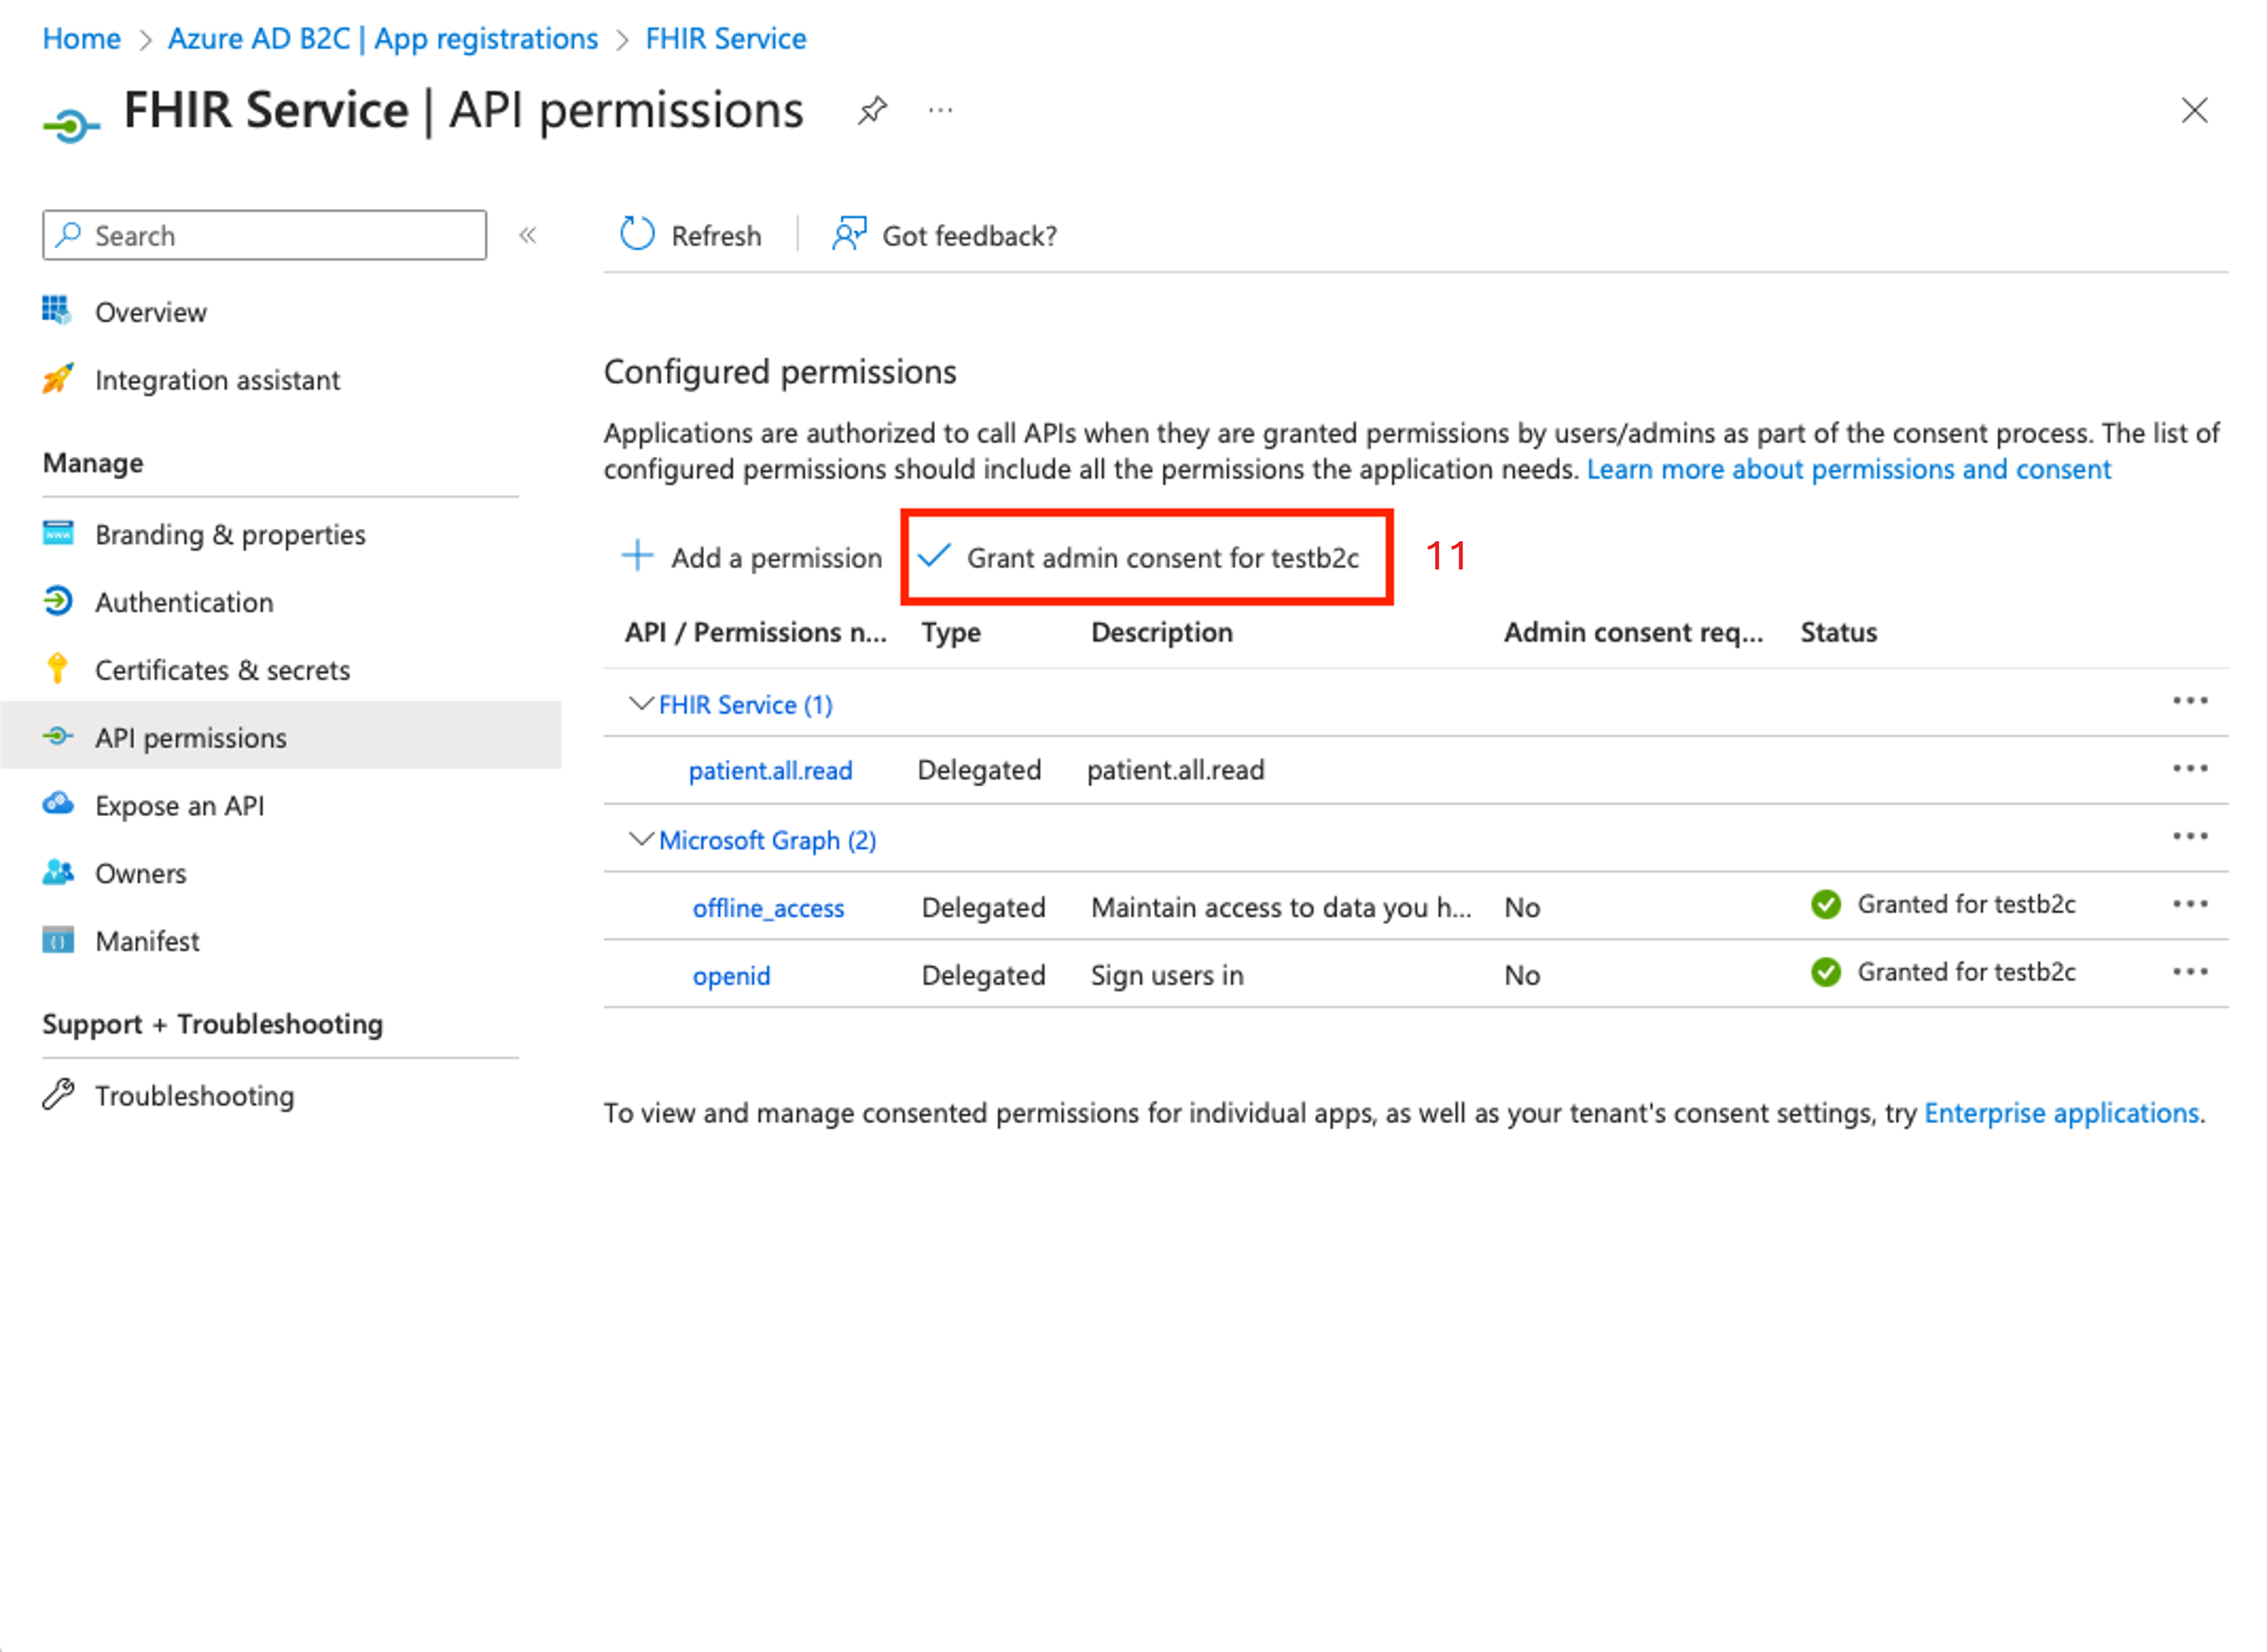 Home > Azure AD B2C | App registrations > FHIR Service
FHIR Service | API permissions
Search
Refresh
Got feedback?
Overview
Integration assistant
Manage
Branding & properties
Authentication
Certificates & secrets
API permissions
Expose an API
Owners
Manifest
Support + Troubleshooting
Troubleshooting
Configured permissions
Applications are authorized to call APIs when they are granted permissions by users/admins as part of the consent process. The list of
configured permissions should include all the permissions the application needs. Learn more about permissions and consent
Add a permission Grant admin consent for testb2c 11
API / Permissions n... Type Description Admin consent req... Status
FHIR Service (1)
patient.all.read Delegated patient.all.read
Microsoft Graph (2)
offline_access Delegated Maintain access to data you h... No Granted for testb2c
openid Delegated Sign users in No Granted for testb2c
To view and manage consented permissions for individual apps, as well as your tenant's consent settings, try Enterprise applications.